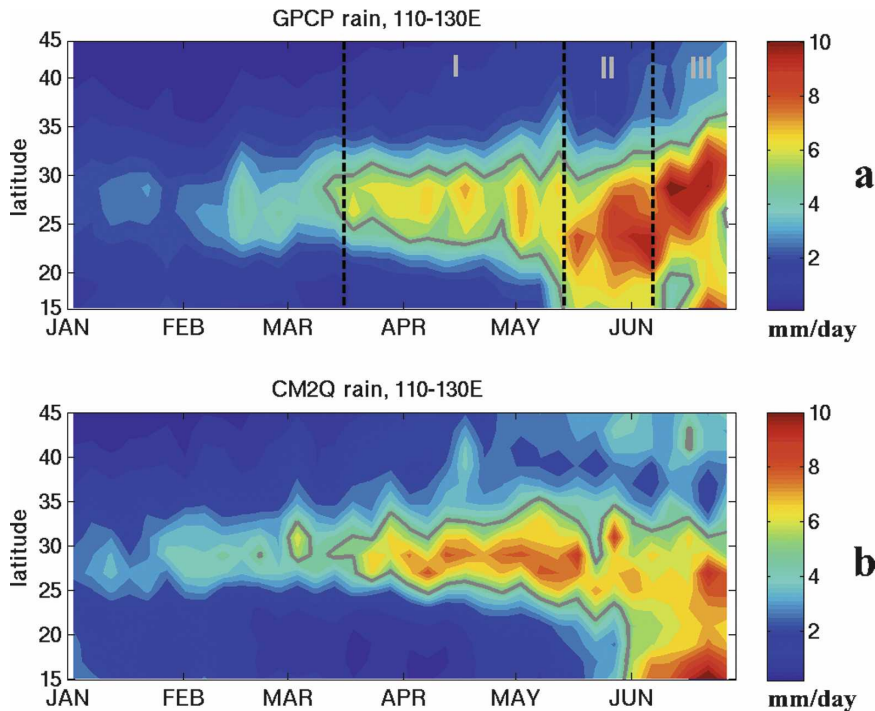 GPCP rain, 110-130E
45
40
35
30
25
20
15
latitude
I
II
III
JAN
FEB
MAR
APR
MAY
JUN
10
8
6
4
2
mm/day
a
CM2Q rain, 110-130E
45
40
35
30
25
20
15
latitude
JAN
FEB
MAR
APR
MAY
JUN
10
8
6
4
2
mm/day
b